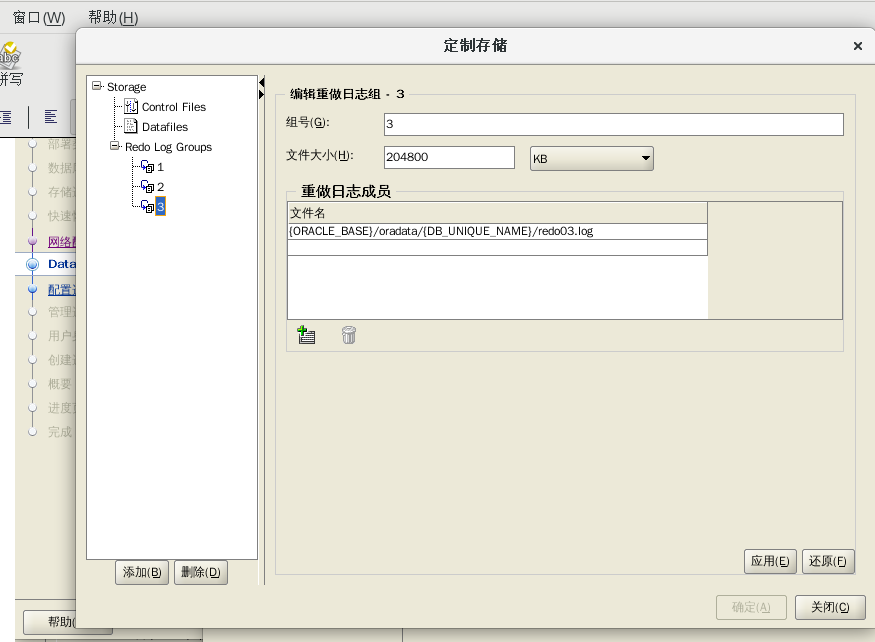 窗口(W) 帮助(H)
定制存储
拼写
Storage
Control Files
Datafiles
Redo Log Groups
1
2
3
添加(B) 删除(D)
编辑重做日志组 - 3
组号(G): 3
文件大小(H): 204800 KB
重做日志成员
文件名
{ORACLE_BASE}/oradata/{DB_UNIQUE_NAME}/redo03.log
应用(E) 还原(F)
确定(A) 关闭(C)
部署
数据
存储
快速
网络
Data
配置
管理
用户
创建
概要
进度
完成
帮助(